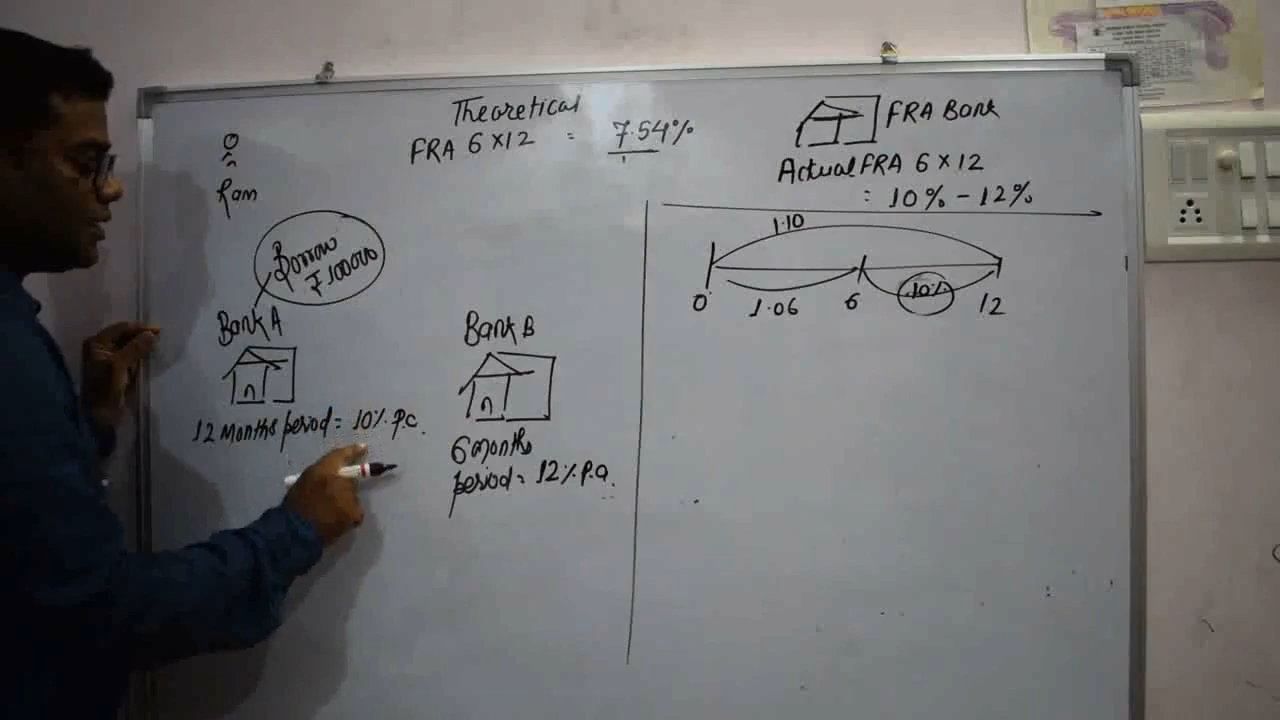 Theoretical
FRA 6 × 12 = 7.54%
FRA Bank
Actual FRA 6 × 12
= 10% - 12%
Ram
Borrow
₹100000
Bank A
12 Months period = 10% P.a.
Bank B
6 months
period = 12% P.a.
1.10
0 1.06 6 10% 12